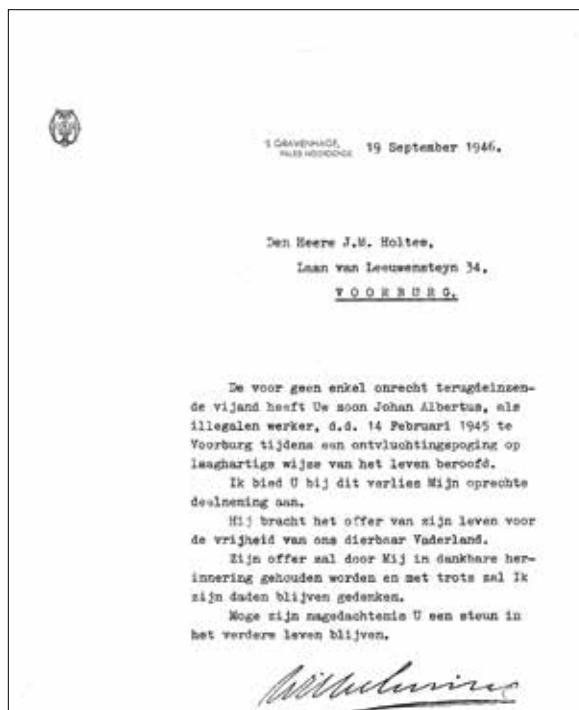 'S GRAVENHAGE,
PALEIS NOORDEINDE 19 September 1946.
Den Heere J.M. Holtes,
Laan van Leeuwensteyn 34,
VOORBURG.
De voor geen enkel onrecht terugdeinzen-
de vijand heeft Uw zoon Johan Albertus, als
illegalen werker, d.d. 14 Februari 1945 te
Voorburg tijdens een ontvluchtingspoging op
laaghartige wijze van het leven beroofd.
Ik bied U bij dit verlies Mijn oprechte
deelneming aan.
Hij bracht het offer van zijn leven voor
de vrijheid van ons dierbaar Vaderland.
Zijn offer zal door Mij in dankbare her-
innering gehouden worden en met trots zal Ik
zijn daden blijven gedenken.
Moge zijn nagedachtenis U een steun in
het verdere leven blijven.
Wilhelmina